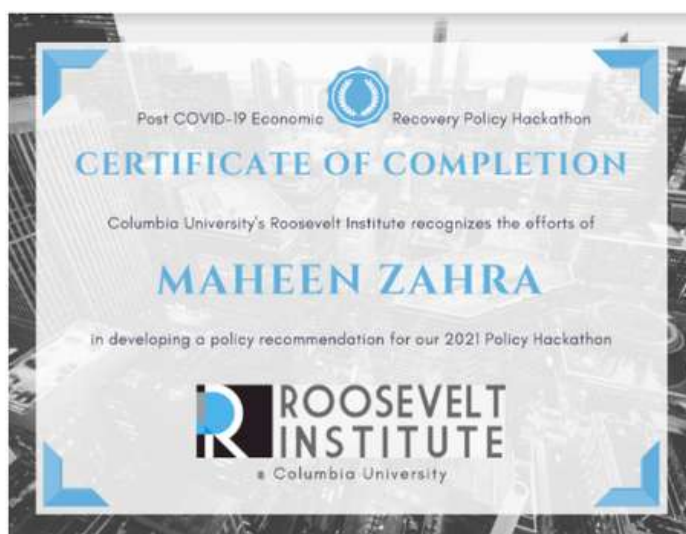 Post COVID-19 Economic Recovery Policy Hackathon
CERTIFICATE OF COMPLETION
Columbia University's Roosevelt Institute recognizes the efforts of
MAHEEN ZAHRA
in developing a policy recommendation for our 2021 Policy Hackathon
R ROOSEVELT
INSTITUTE
@ Columbia University